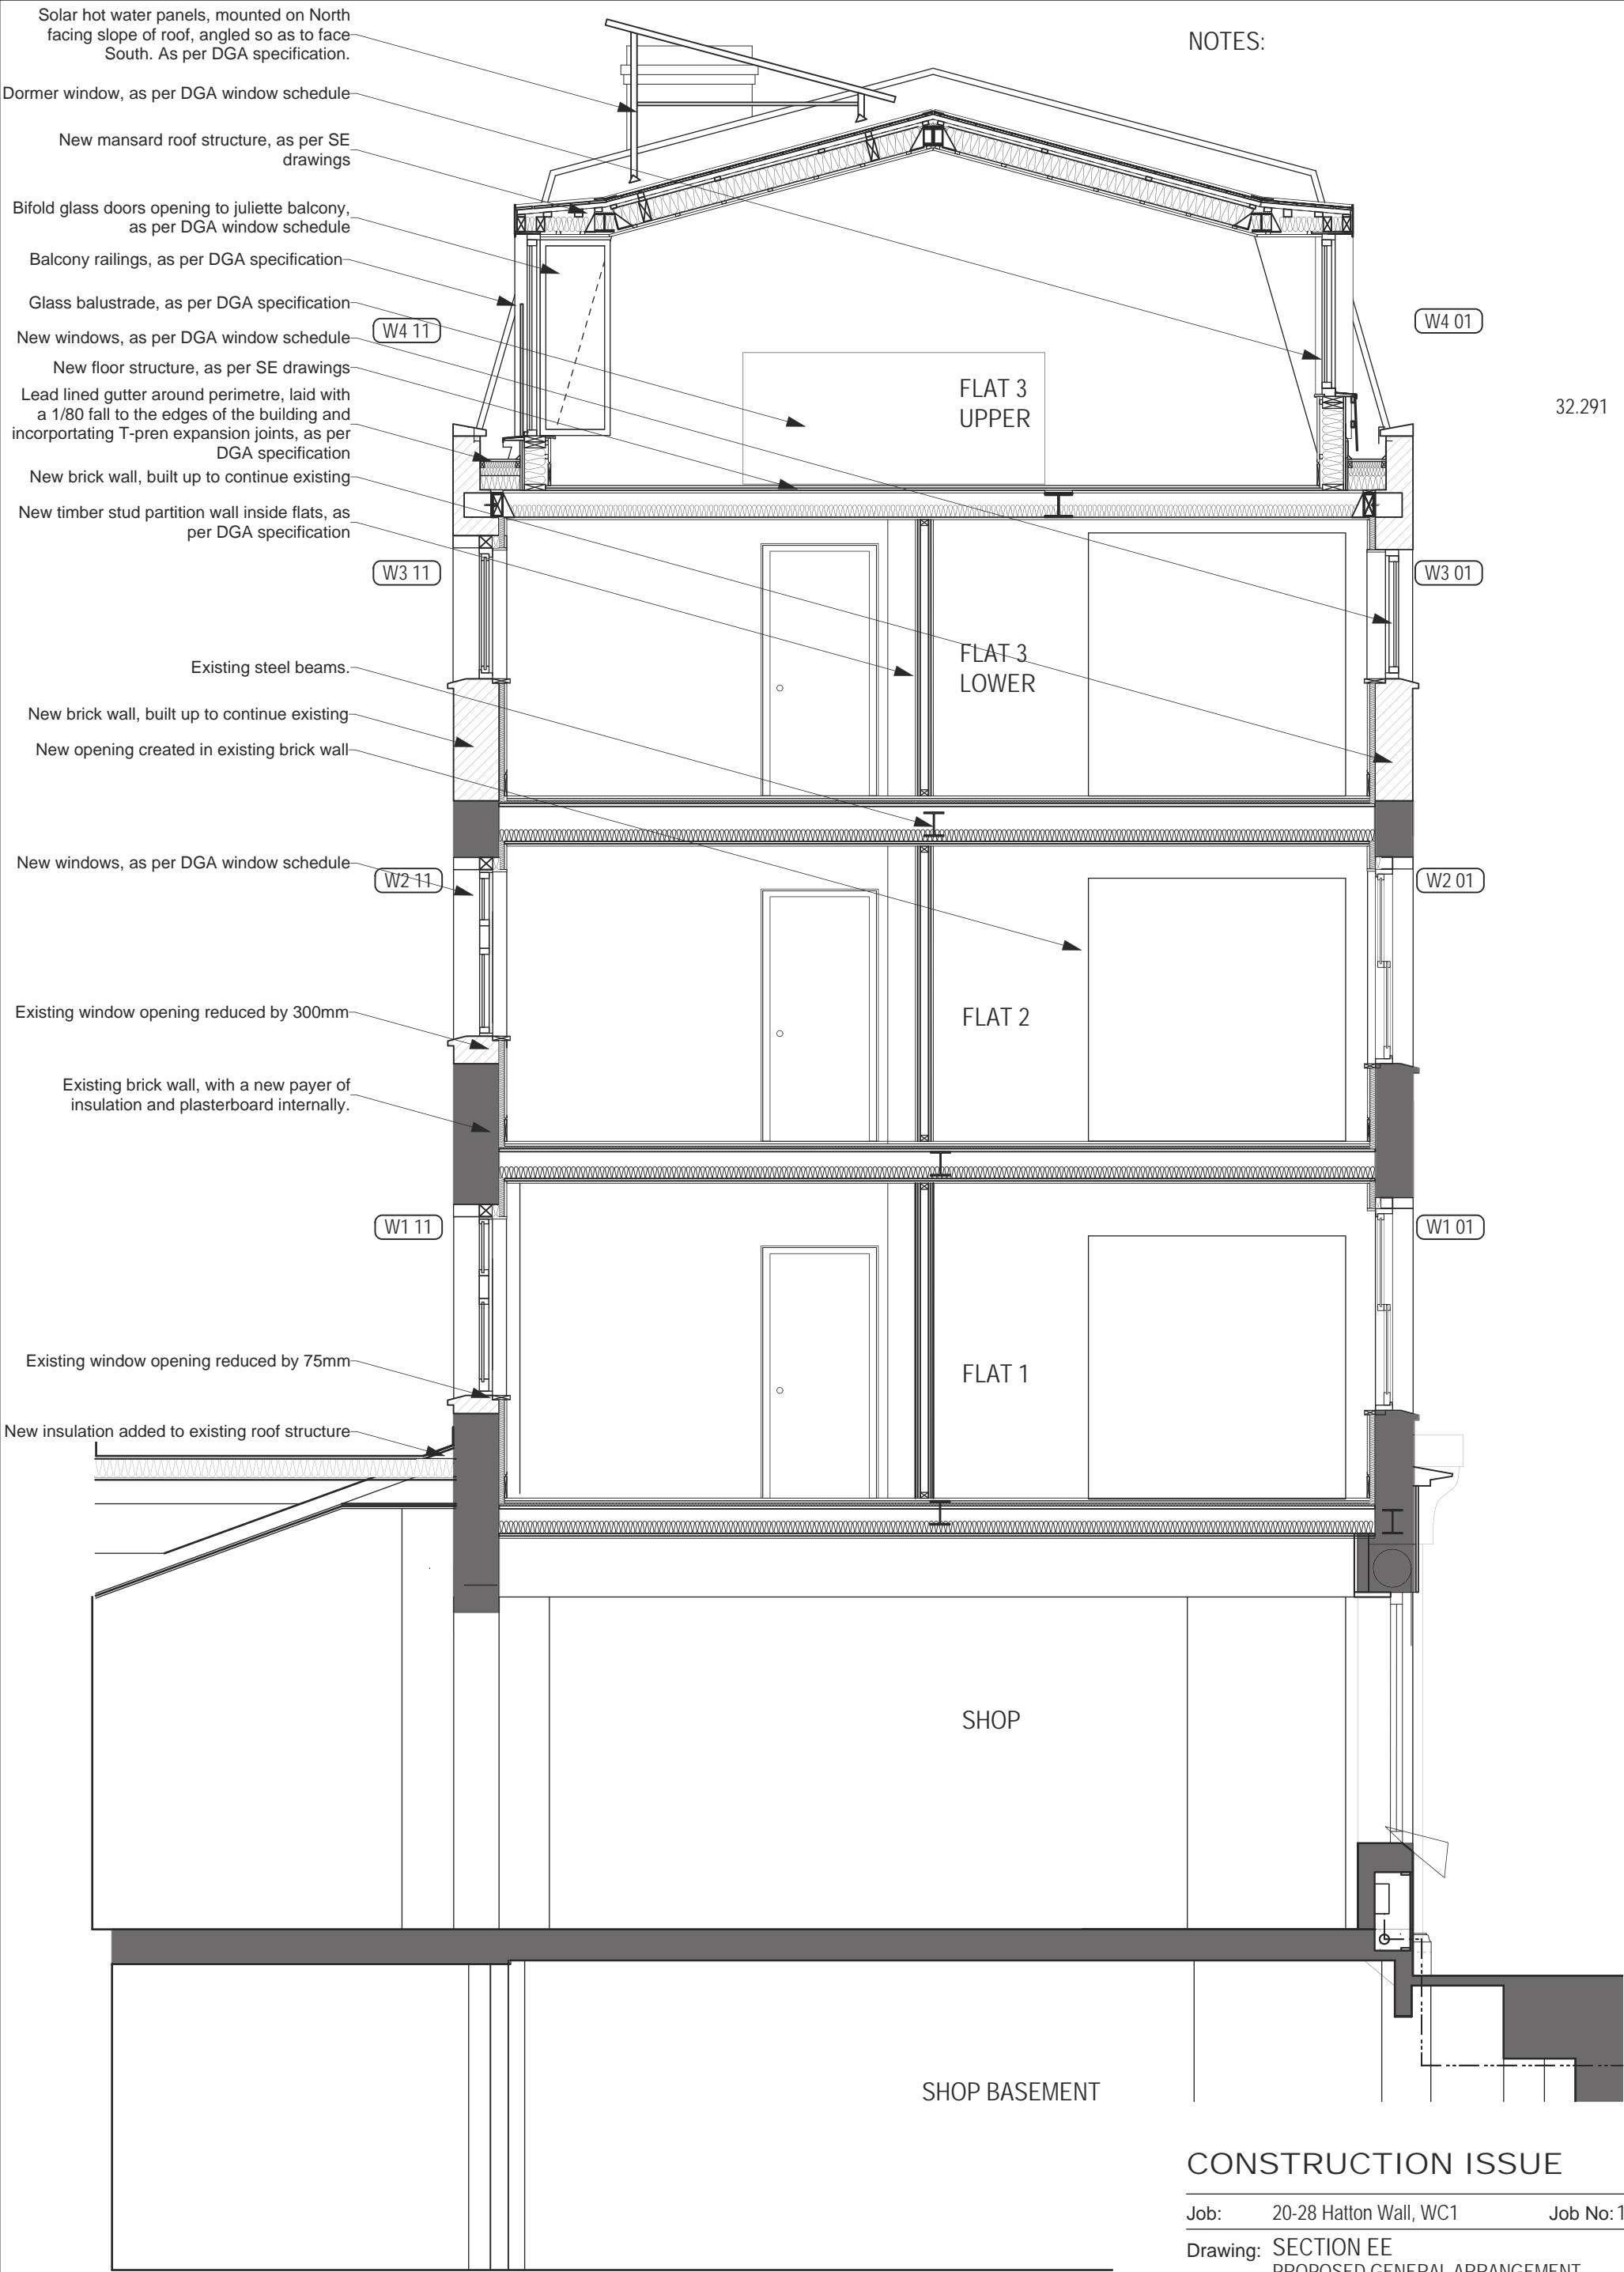 Solar hot water panels, mounted on North
facing slope of roof, angled so as to face
South. As per DGA specification.
NOTES:
Dormer window, as per DGA window schedule
New mansard roof structure, as per SE
drawings
Bifold glass doors opening to juliette balcony,
as per DGA window schedule
Balcony railings, as per DGA specification
Glass balustrade, as per DGA specification
W4 11
W4 01
New windows, as per DGA window schedule
New floor structure, as per SE drawings
Lead lined gutter around perimetre, laid with
a 1/80 fall to the edges of the building and
incorportating T-pren expansion joints, as per
DGA specification
FLAT 3
UPPER
32.291
New brick wall, built up to continue existing
New timber stud partition wall inside flats, as
per DGA specification
W3 11
W3 01
Existing steel beams.
FLAT 3
LOWER
New brick wall, built up to continue existing
New opening created in existing brick wall
New windows, as per DGA window schedule
W2 11
W2 01
Existing window opening reduced by 300mm
FLAT 2
Existing brick wall, with a new payer of
insulation and plasterboard internally.
W1 11
W1 01
Existing window opening reduced by 75mm
FLAT 1
New insulation added to existing roof structure
SHOP
SHOP BASEMENT
CONSTRUCTION ISSUE
Job: 20-28 Hatton Wall, WC1 Job No: 1
Drawing: SECTION EE
PROPOSED GENERAL ARRANGEMENT